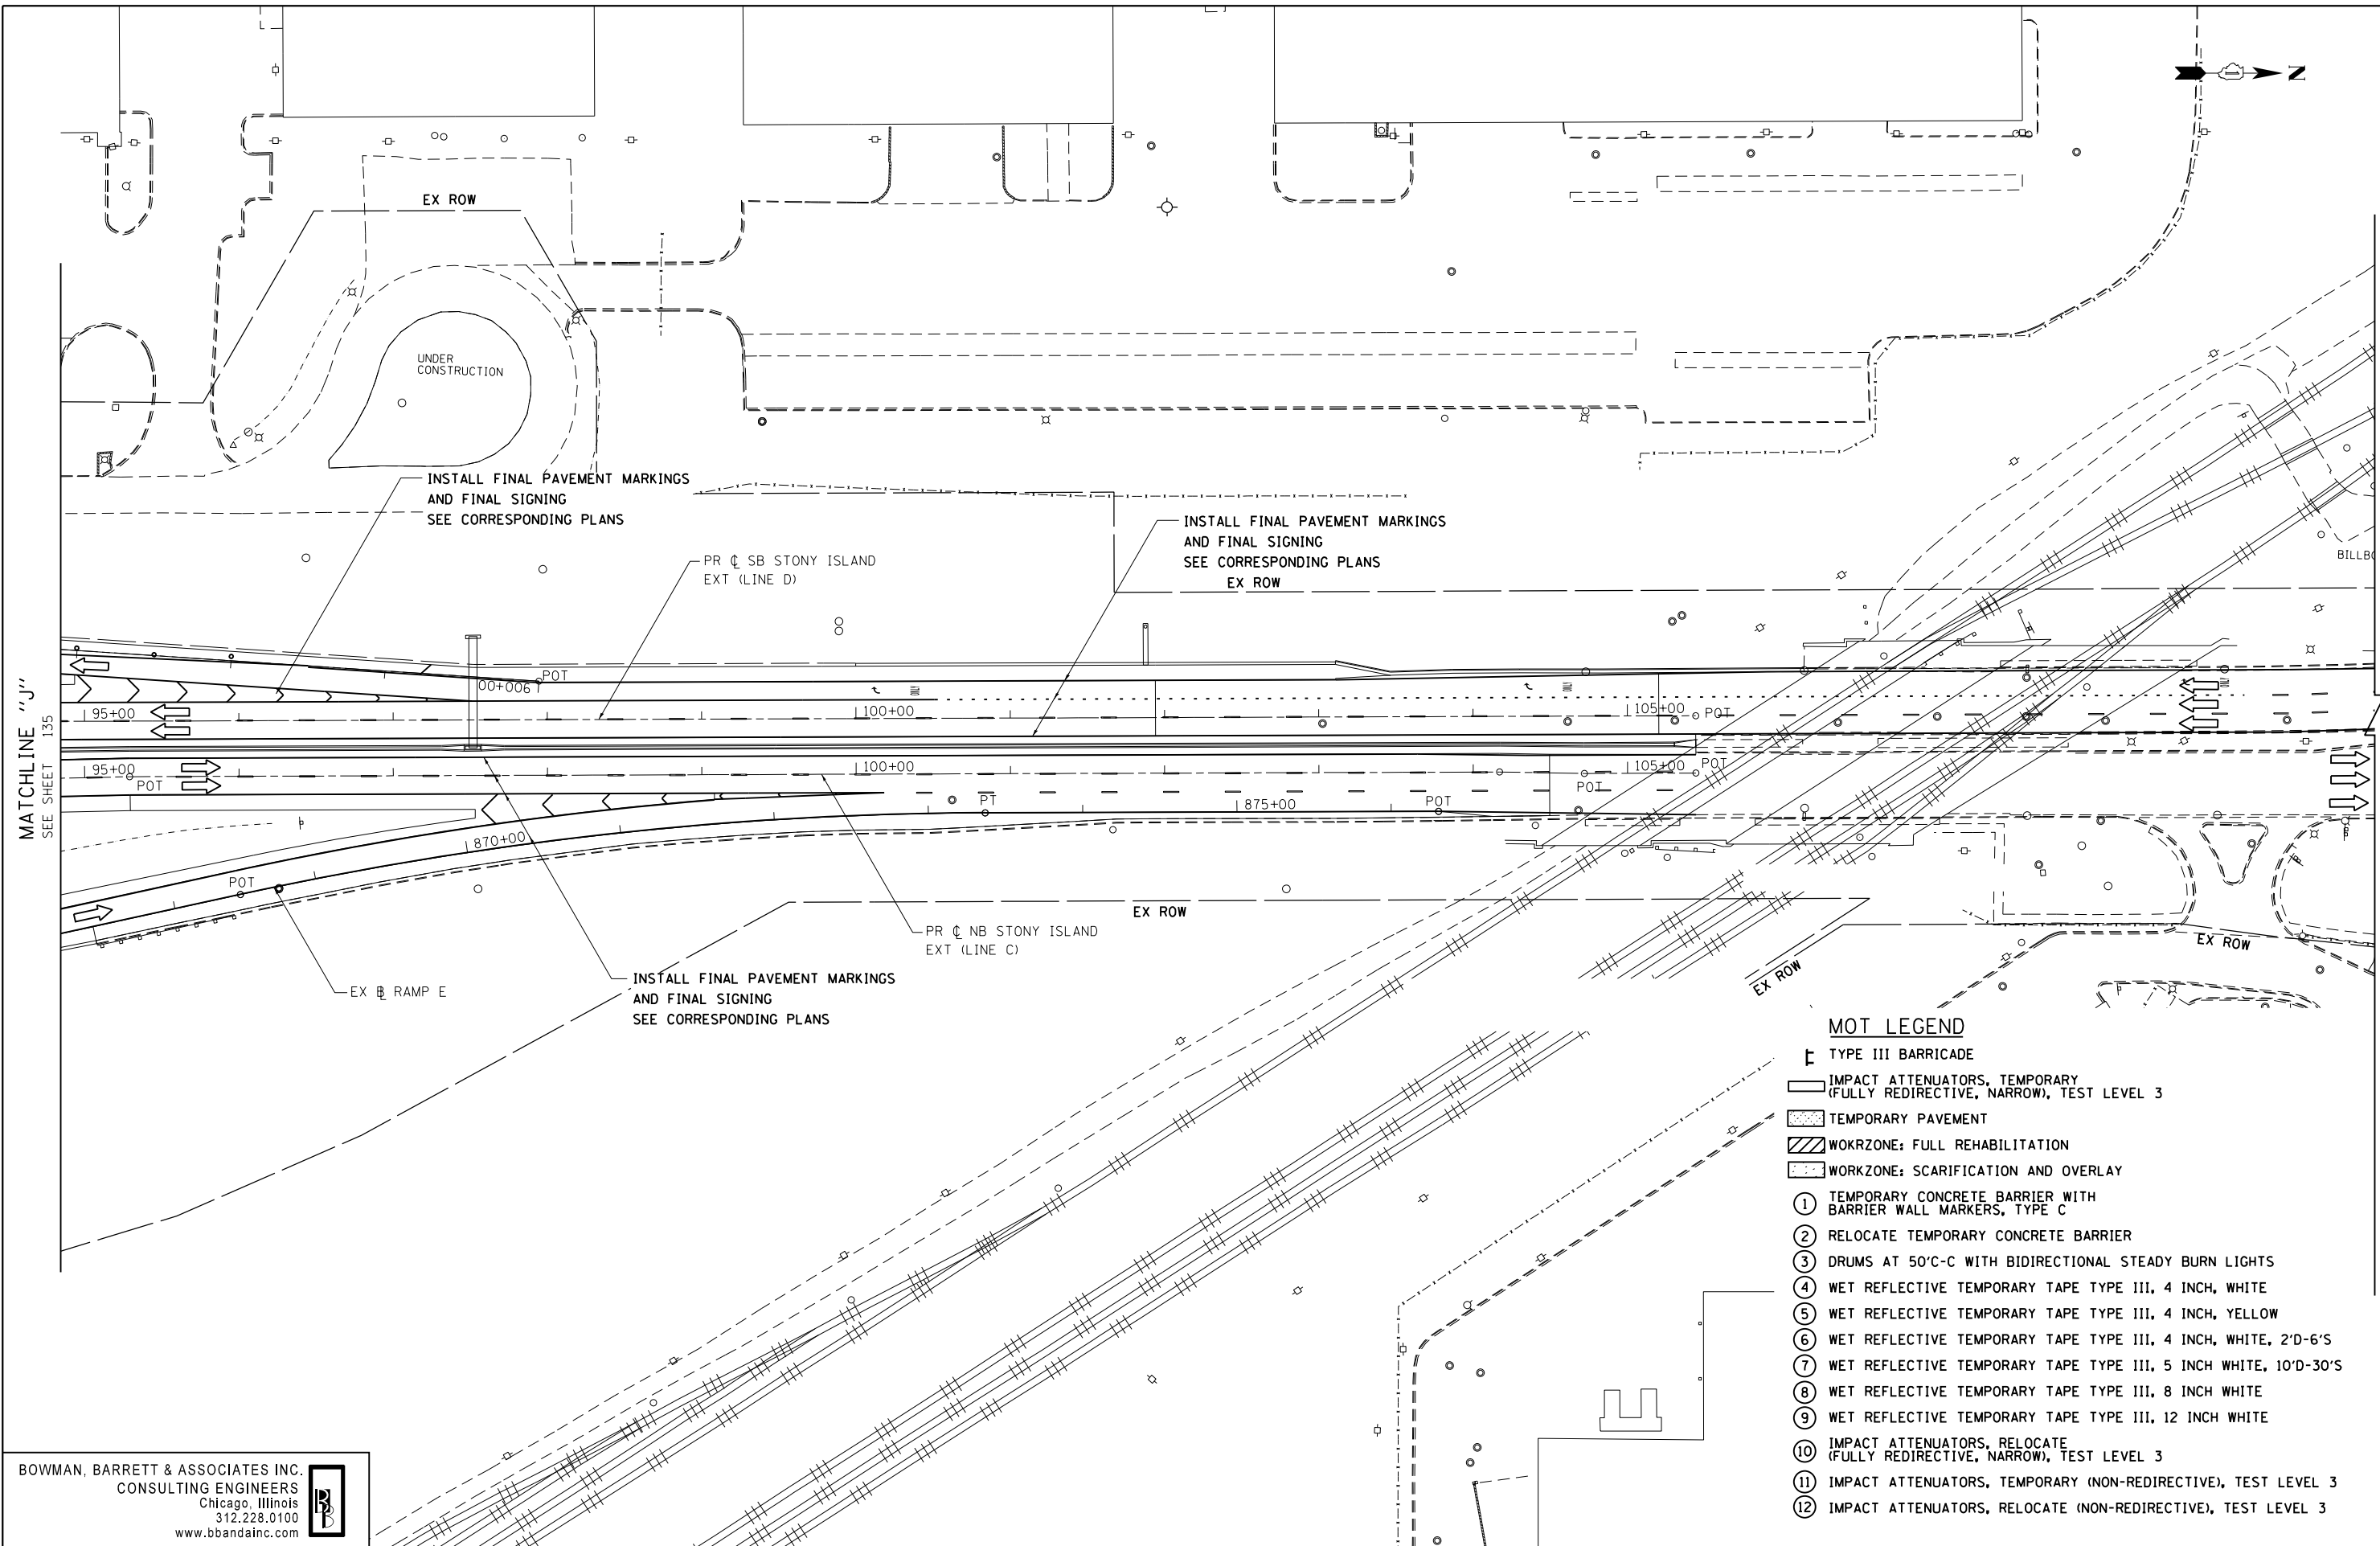 N
EX ROW
UNDER
CONSTRUCTION
INSTALL FINAL PAVEMENT MARKINGS
AND FINAL SIGNING
SEE CORRESPONDING PLANS
INSTALL FINAL PAVEMENT MARKINGS
AND FINAL SIGNING
SEE CORRESPONDING PLANS
EX ROW
PR ℄ SB STONY ISLAND
EXT (LINE D)
BILLBO
MATCHLINE "J"
SEE SHEET 135
POT
900+00
95+00
100+00
105+00
POT
95+00
100+00
105+00
POT
POT
POT
PT
875+00
POT
870+00
POT
EX ROW
EX ROW
EX ROW
PR ℄ NB STONY ISLAND
EXT (LINE C)
EX B̲L RAMP E
INSTALL FINAL PAVEMENT MARKINGS
AND FINAL SIGNING
SEE CORRESPONDING PLANS
MOT LEGEND
TYPE III BARRICADE
IMPACT ATTENUATORS, TEMPORARY
(FULLY REDIRECTIVE, NARROW), TEST LEVEL 3
TEMPORARY PAVEMENT
WOKRZONE: FULL REHABILITATION
WORKZONE: SCARIFICATION AND OVERLAY
1 TEMPORARY CONCRETE BARRIER WITH
BARRIER WALL MARKERS, TYPE C
2 RELOCATE TEMPORARY CONCRETE BARRIER
3 DRUMS AT 50'C-C WITH BIDIRECTIONAL STEADY BURN LIGHTS
4 WET REFLECTIVE TEMPORARY TAPE TYPE III, 4 INCH, WHITE
5 WET REFLECTIVE TEMPORARY TAPE TYPE III, 4 INCH, YELLOW
6 WET REFLECTIVE TEMPORARY TAPE TYPE III, 4 INCH, WHITE, 2'D-6'S
7 WET REFLECTIVE TEMPORARY TAPE TYPE III, 5 INCH WHITE, 10'D-30'S
8 WET REFLECTIVE TEMPORARY TAPE TYPE III, 8 INCH WHITE
9 WET REFLECTIVE TEMPORARY TAPE TYPE III, 12 INCH WHITE
10 IMPACT ATTENUATORS, RELOCATE
(FULLY REDIRECTIVE, NARROW), TEST LEVEL 3
11 IMPACT ATTENUATORS, TEMPORARY (NON-REDIRECTIVE), TEST LEVEL 3
12 IMPACT ATTENUATORS, RELOCATE (NON-REDIRECTIVE), TEST LEVEL 3
BOWMAN, BARRETT & ASSOCIATES INC.
CONSULTING ENGINEERS
Chicago, Illinois
312.228.0100
www.bbandainc.com